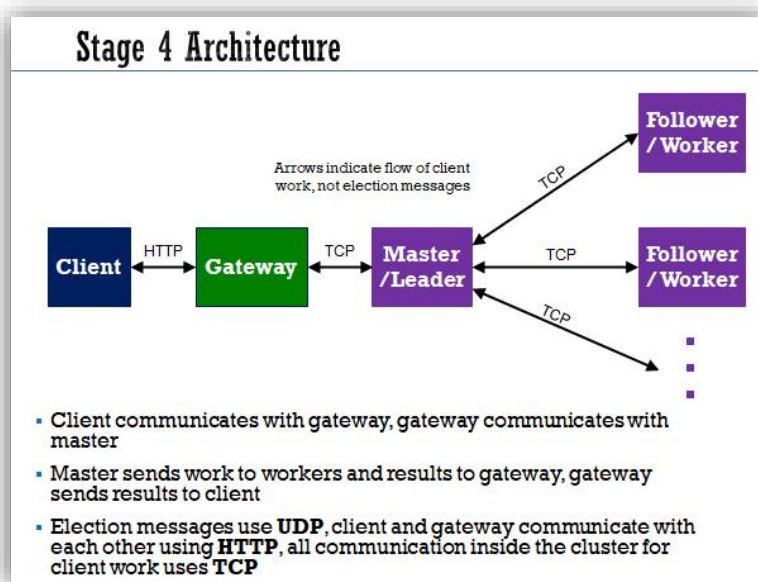 Stage 4 Architecture
Follower
/Worker
Arrows indicate flow of client
work, not election messages
TCP
Client
HTTP
Gateway
TCP
Master
/Leader
TCP
Follower
/Worker
TCP
Client communicates with gateway, gateway communicates with
master
Master sends work to workers and results to gateway, gateway
sends results to client
Election messages use UDP, client and gateway communicate with
each other using HTTP, all communication inside the cluster for
client work uses TCP